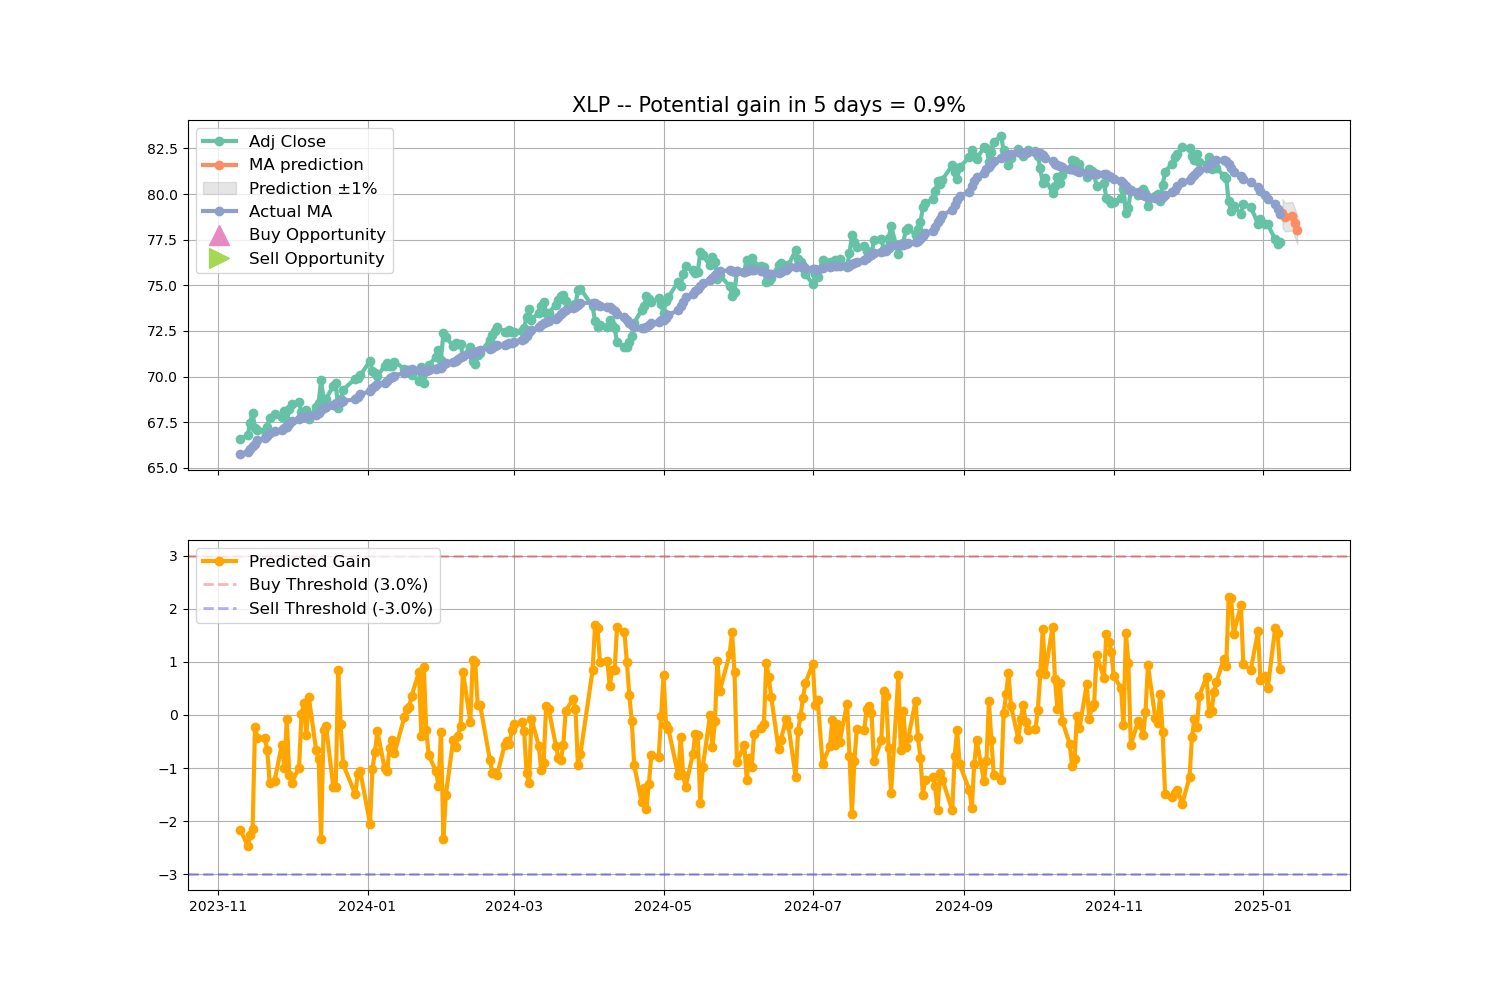 XLP -- Potential gain in 5 days = 0.9%
Adj Close
MA prediction
Prediction ±1%
Actual MA
Buy Opportunity
Sell Opportunity
82.5
80.0
77.5
75.0
72.5
70.0
67.5
65.0
Predicted Gain
Buy Threshold (3.0%)
Sell Threshold (-3.0%)
3
2
1
0
−1
−2
−3
2023-11 2024-01 2024-03 2024-05 2024-07 2024-09 2024-11 2025-01